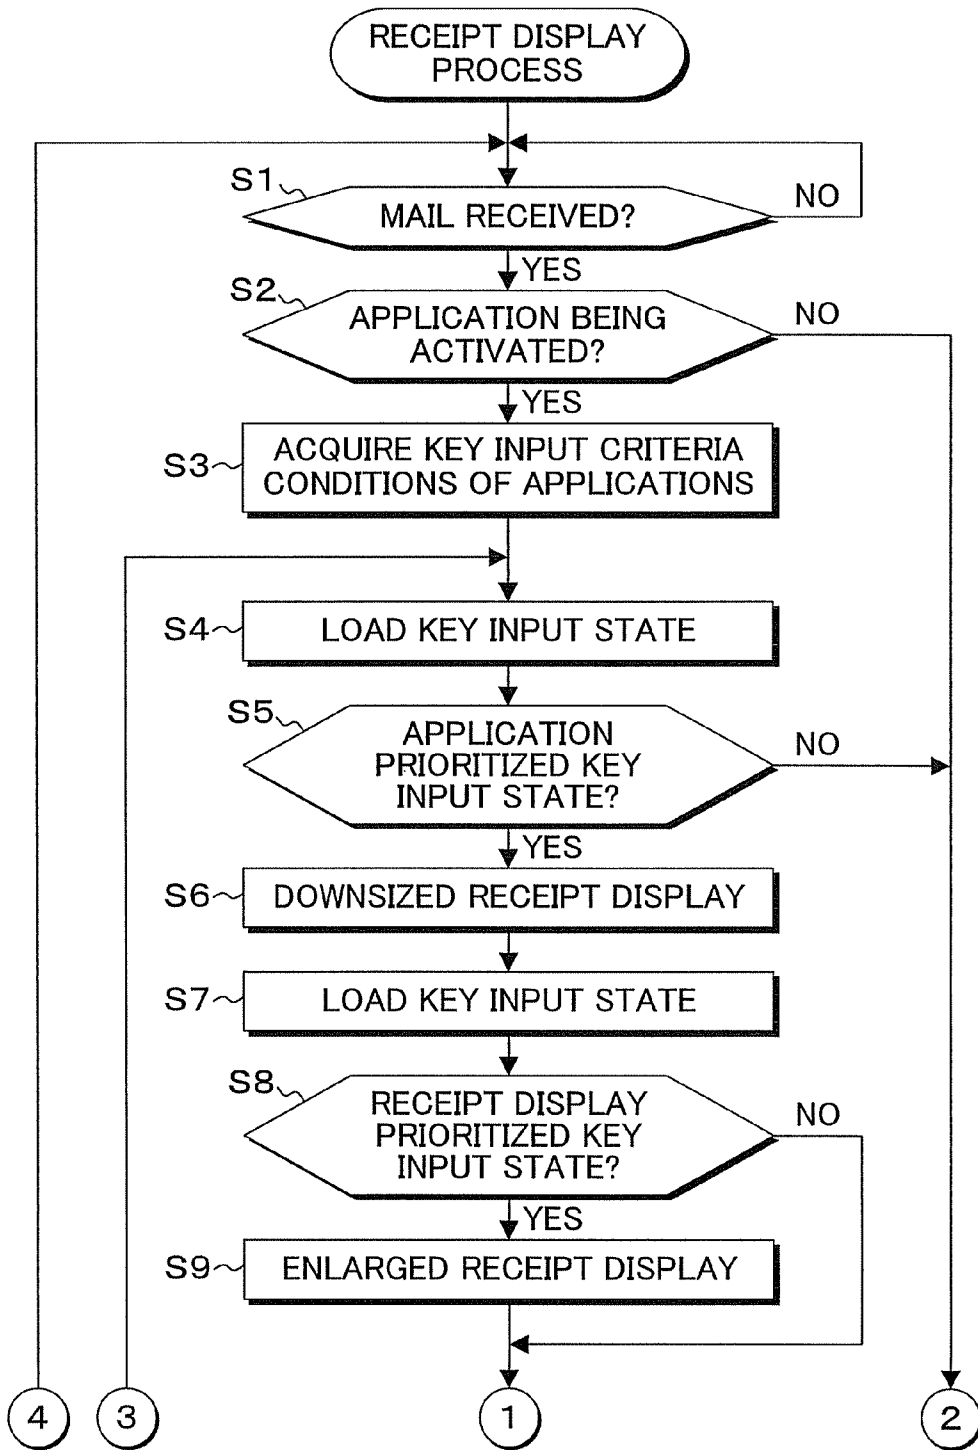 RECEIPT DISPLAY
PROCESS
S1
MAIL RECEIVED?
NO
YES
S2
APPLICATION BEING
ACTIVATED?
NO
YES
S3
ACQUIRE KEY INPUT CRITERIA
CONDITIONS OF APPLICATIONS
S4
LOAD KEY INPUT STATE
S5
APPLICATION
PRIORITIZED KEY
INPUT STATE?
NO
YES
S6
DOWNSIZED RECEIPT DISPLAY
S7
LOAD KEY INPUT STATE
S8
RECEIPT DISPLAY
PRIORITIZED KEY
INPUT STATE?
NO
YES
S9
ENLARGED RECEIPT DISPLAY
4
3
1
2